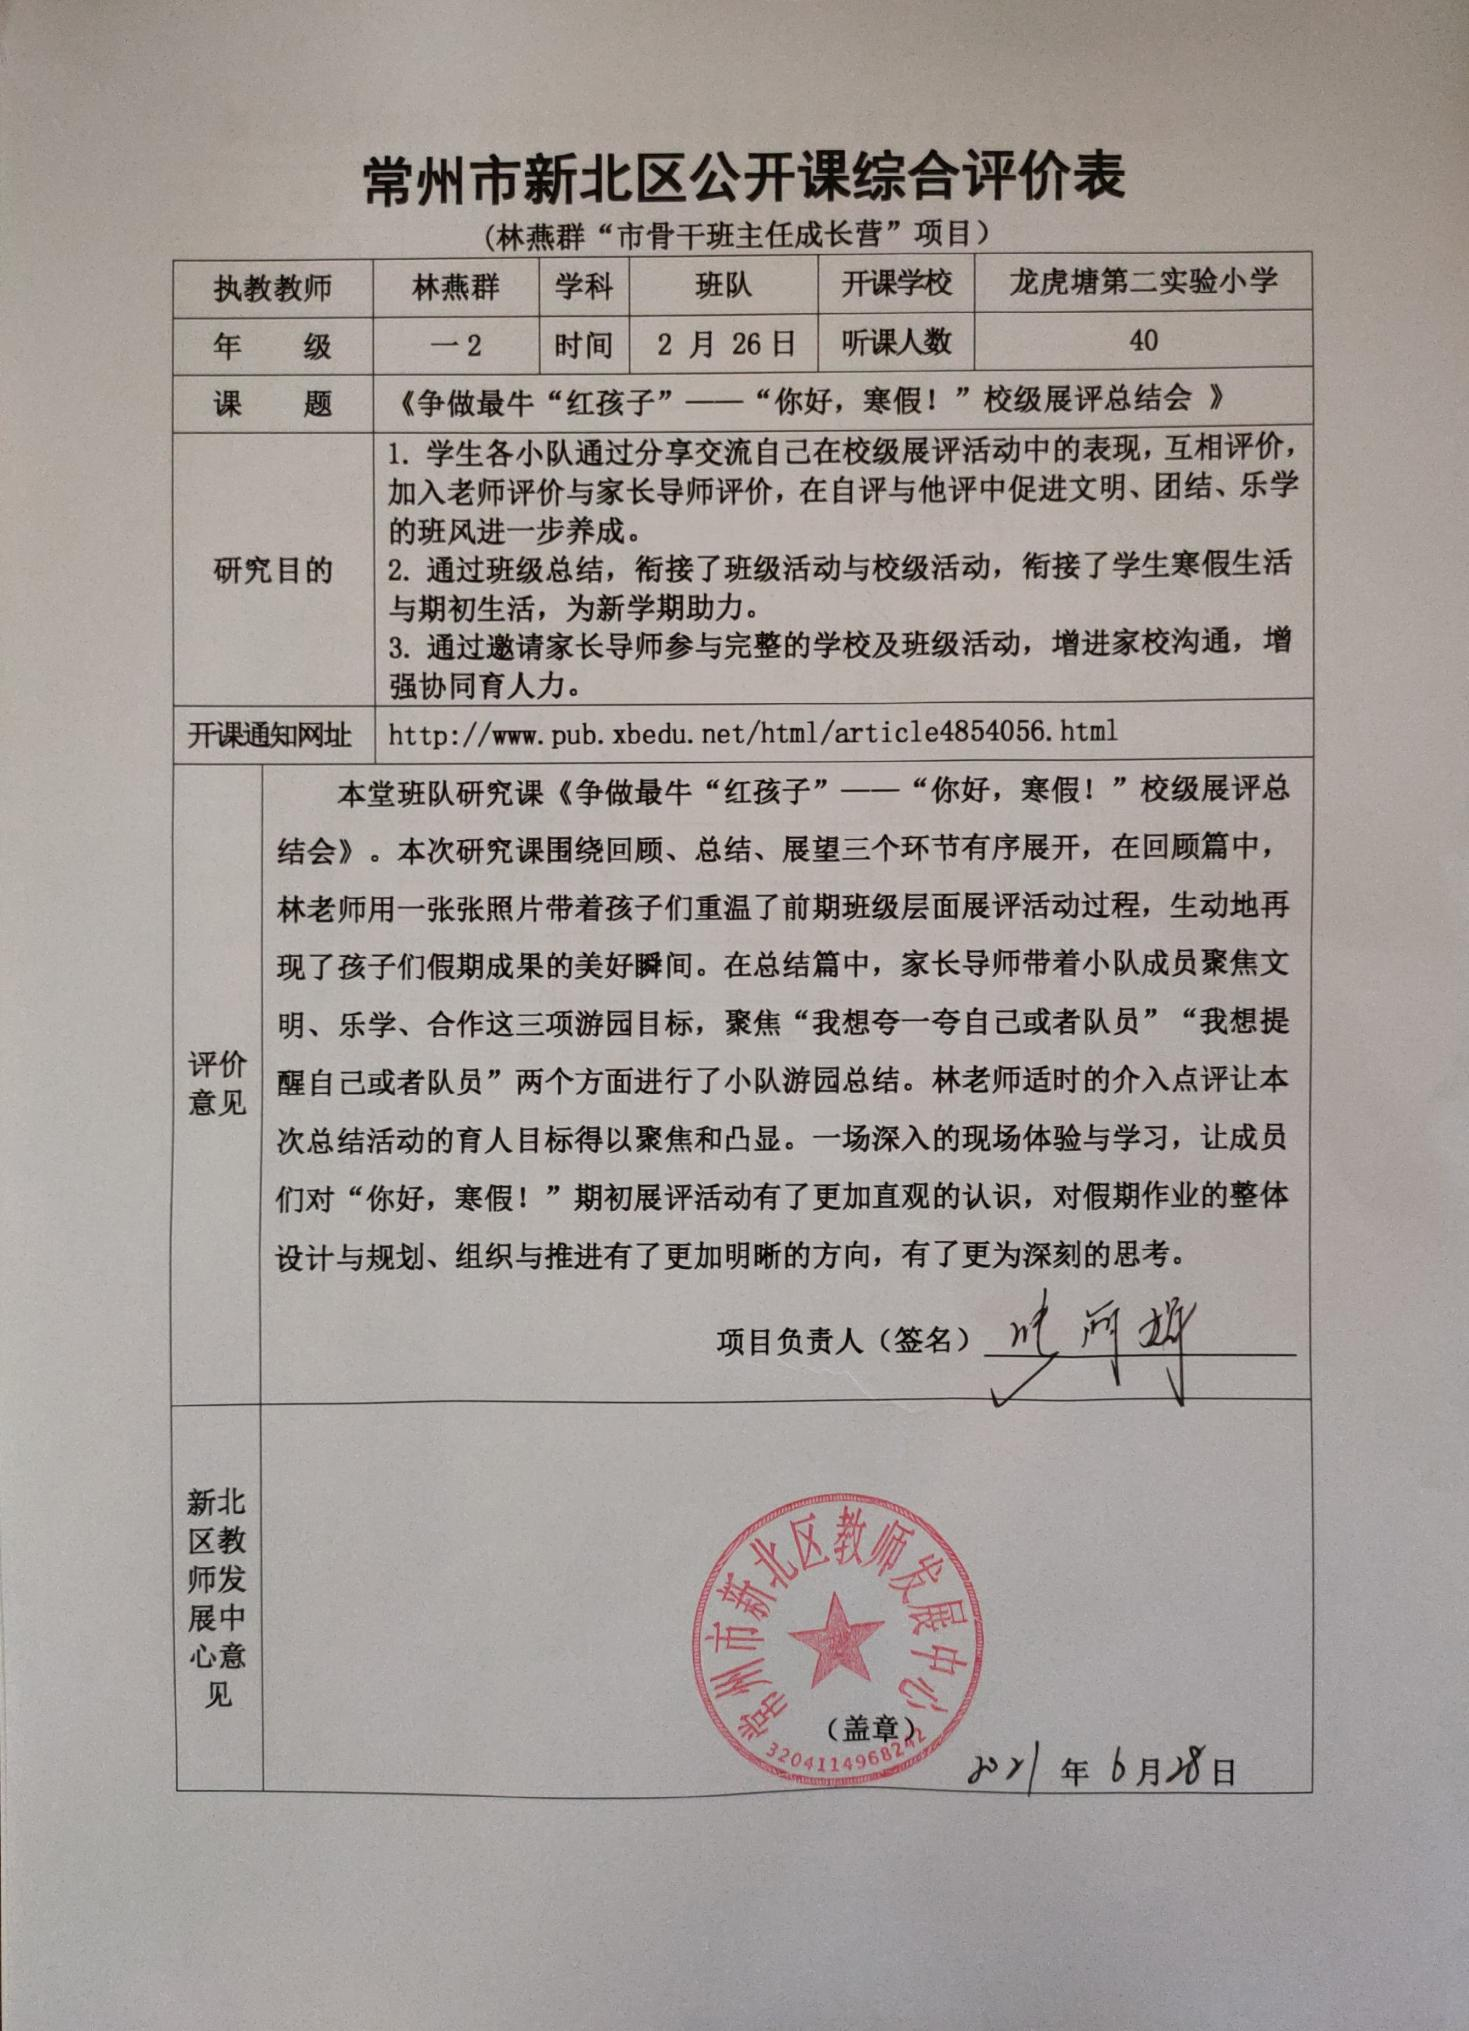 常州市新北区公开课综合评价表
(林燕群“市骨干班主任成长营”项目)
执教教师 林燕群 学科 班队 开课学校 龙虎塘第二实验小学
年 级 一2 时间 2 月 26日 听课人数 40
课 题 《争做最牛“红孩子”——“你好，寒假！”校级展评总结会 》
研究目的
1. 学生各小队通过分享交流自己在校级展评活动中的表现，互相评价，
加入老师评价与家长导师评价，在自评与他评中促进文明、团结、乐学
的班风进一步养成。
2. 通过班级总结，衔接了班级活动与校级活动，衔接了学生寒假生活
与期初生活，为新学期助力。
3. 通过邀请家长导师参与完整的学校及班级活动，增进家校沟通，增
强协同育人力。
开课通知网址 http://www.pub.xbedu.net/html/article4854056.html
评价
意见
本堂班队研究课《争做最牛“红孩子”——“你好，寒假！”校级展评总
结会》。本次研究课围绕回顾、总结、展望三个环节有序展开，在回顾篇中，
林老师用一张张照片带着孩子们重温了前期班级层面展评活动过程，生动地再
现了孩子们假期成果的美好瞬间。在总结篇中，家长导师带着小队成员聚焦文
明、乐学、合作这三项游园目标，聚焦“我想夸一夸自己或者队员”“我想提
醒自己或者队员”两个方面进行了小队游园总结。林老师适时的介入点评让本
次总结活动的育人目标得以聚焦和凸显。一场深入的现场体验与学习，让成员
们对“你好，寒假！”期初展评活动有了更加直观的认识，对假期作业的整体
设计与规划、组织与推进有了更加明晰的方向，有了更为深刻的思考。
项目负责人（签名）
新北
区教
师发
展中
心意
见
常州市新北区教师发展中心
（盖章）
3204114968242
2021年6月28日